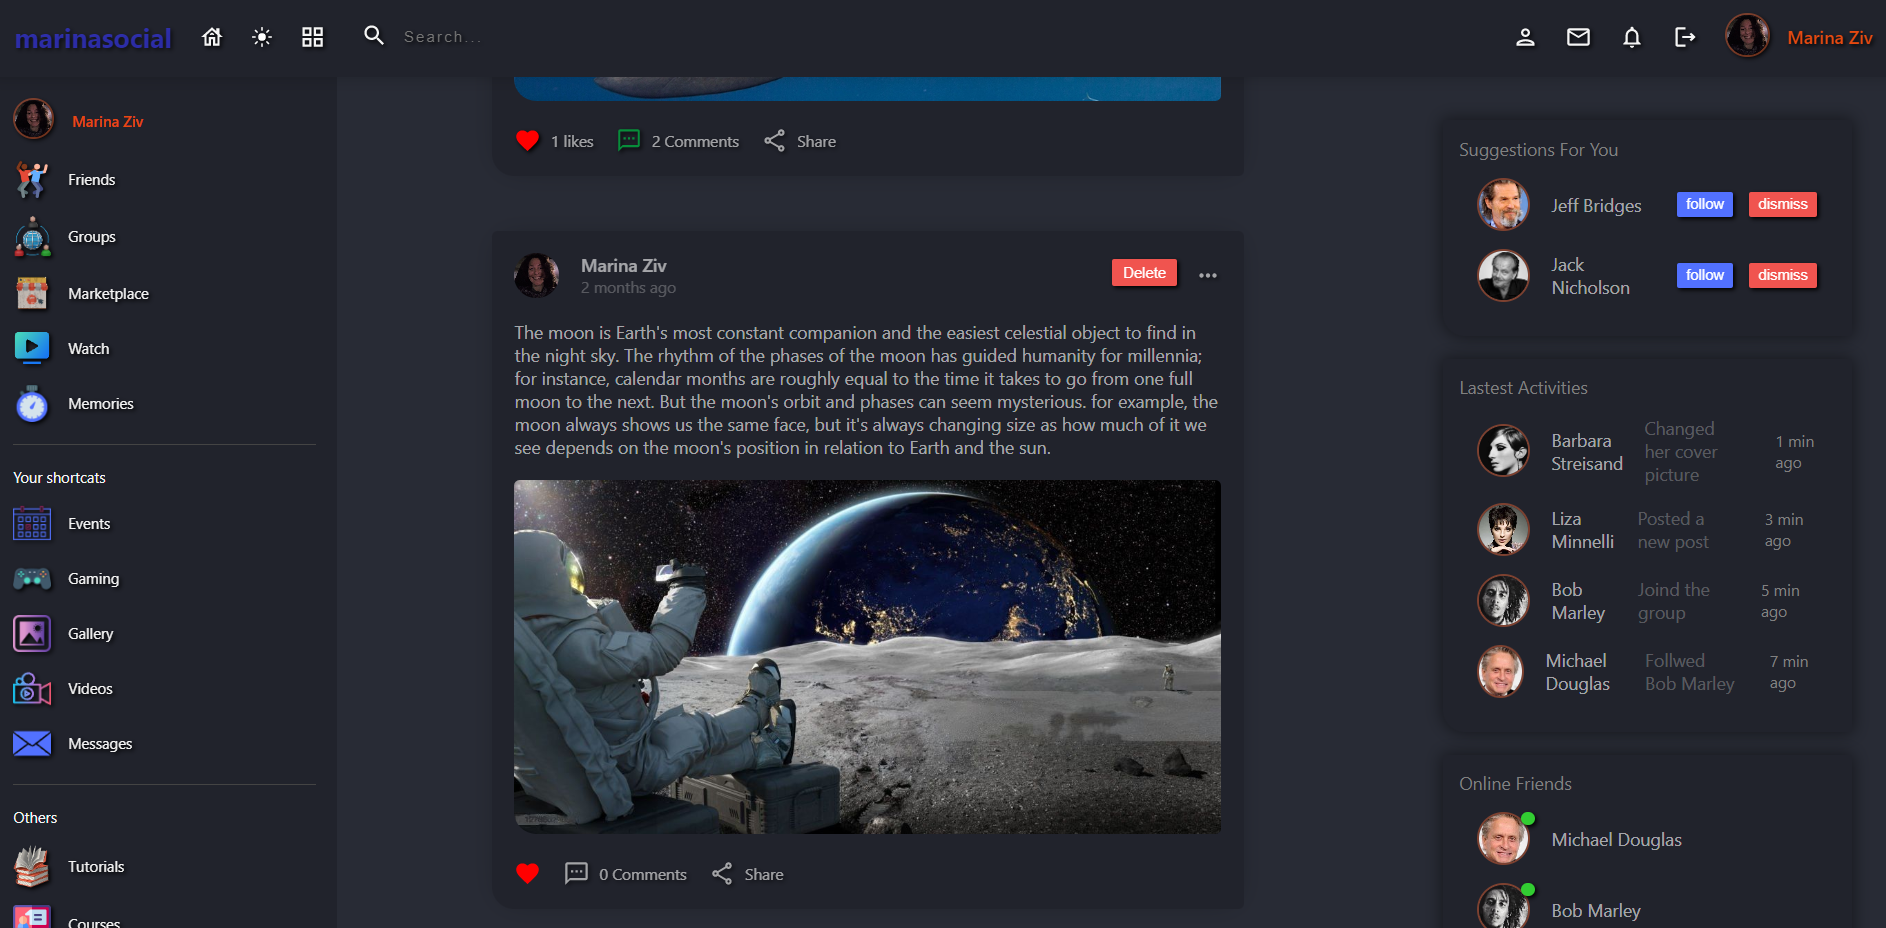 marinasocial
Search...
Marina Ziv
Marina Ziv
Friends
Groups
Marketplace
Watch
Memories
Your shortcats
Events
Gaming
Gallery
Videos
Messages
Others
Tutorials
Courses
1 likes
2 Comments
Share
Marina Ziv
2 months ago
Delete
The moon is Earth's most constant companion and the easiest celestial object to find in
the night sky. The rhythm of the phases of the moon has guided humanity for millennia;
for instance, calendar months are roughly equal to the time it takes to go from one full
moon to the next. But the moon's orbit and phases can seem mysterious. for example, the
moon always shows us the same face, but it's always changing size as how much of it we
see depends on the moon's position in relation to Earth and the sun.
0 Comments
Share
Suggestions For You
Jeff Bridges
follow
dismiss
Jack
Nicholson
follow
dismiss
Lastest Activities
Barbara
Streisand
Changed
her cover
picture
1 min
ago
Liza
Minnelli
Posted a
new post
3 min
ago
Bob
Marley
Joind the
group
5 min
ago
Michael
Douglas
Follwed
Bob Marley
7 min
ago
Online Friends
Michael Douglas
Bob Marley